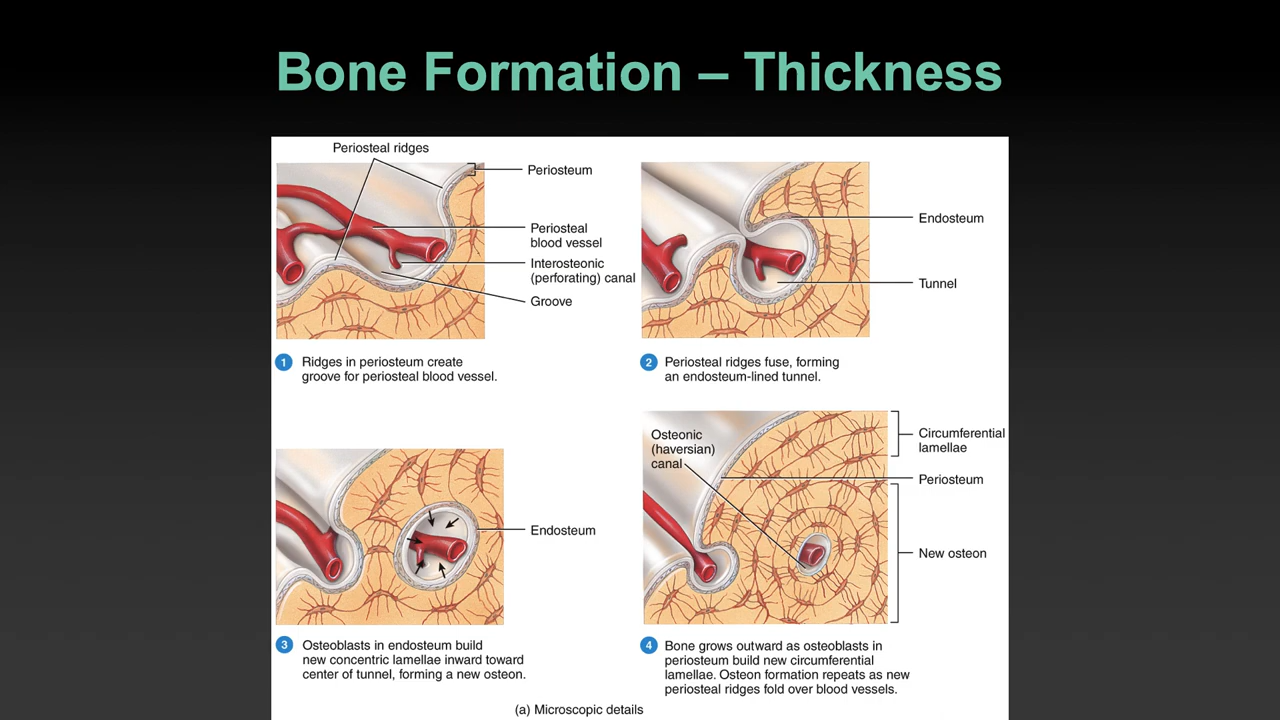 Bone Formation – Thickness
Periosteal ridges
Periosteum
Periosteal
blood vessel
Interosteonic
(perforating) canal
Groove
1 Ridges in periosteum create
groove for periosteal blood vessel.
Endosteum
Tunnel
2 Periosteal ridges fuse, forming
an endosteum-lined tunnel.
Endosteum
3 Osteoblasts in endosteum build
new concentric lamellae inward toward
center of tunnel, forming a new osteon.
Osteonic
(haversian)
canal
Circumferential
lamellae
Periosteum
New osteon
4 Bone grows outward as osteoblasts in
periosteum build new circumferential
lamellae. Osteon formation repeats as new
periosteal ridges fold over blood vessels.
(a) Microscopic details